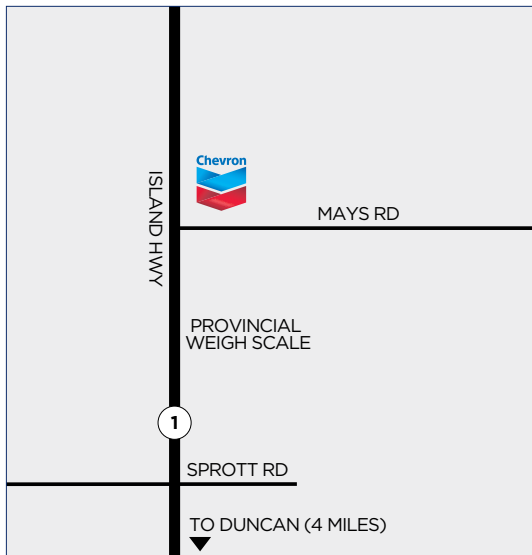 Chevron
ISLAND HWY
MAYS RD
PROVINCIAL
WEIGH SCALE
1
SPROTT RD
TO DUNCAN (4 MILES)